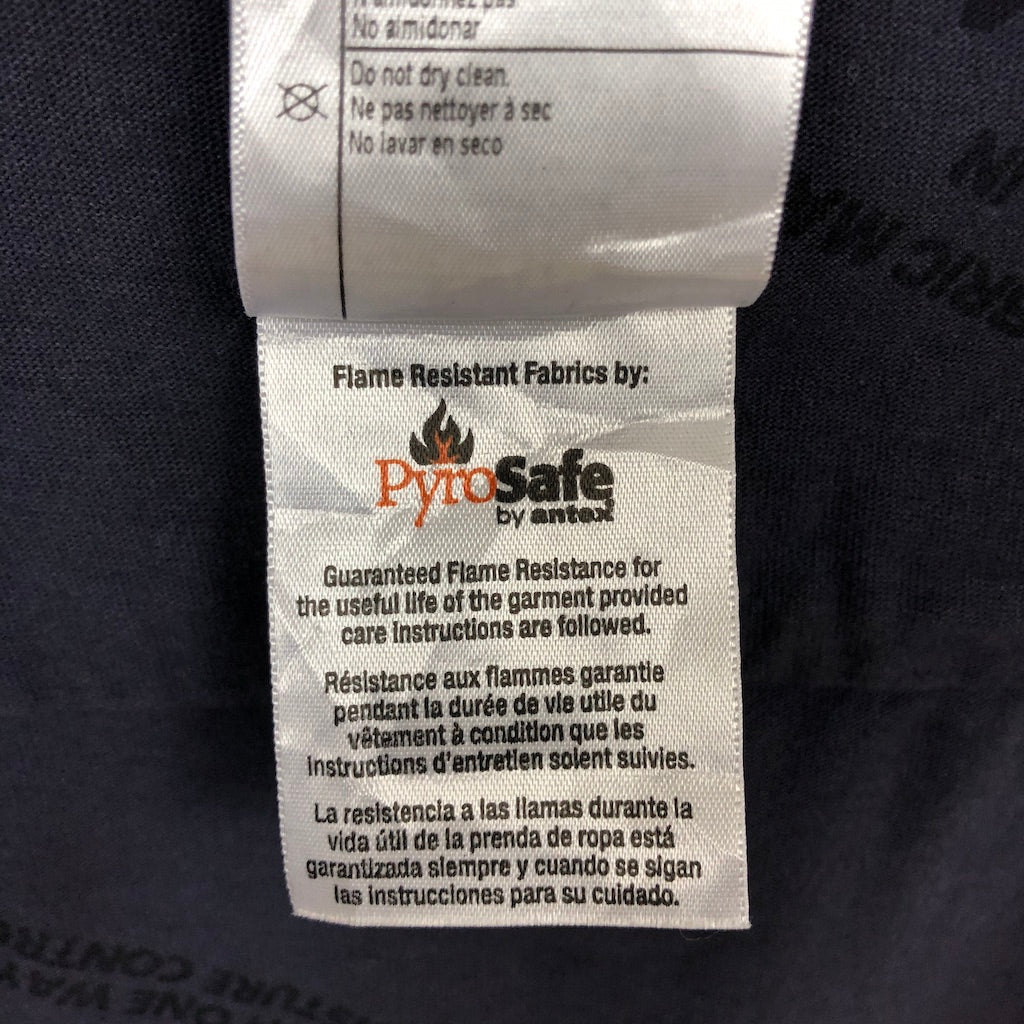 No aimidonar
Do not dry clean.
Ne pas nettoyer à sec
No lavar en seco
Flame Resistant Fabrics by:
PyroSafe
by antex
Guaranteed Flame Resistance for
the useful life of the garment provided
care instructions are followed.
Résistance aux flammes garantie
pendant la durée de vie utile du
vêtement à condition que les
instructions d'entretien soient suivies.
La resistencia a las llamas durante la
vida útil de la prenda de ropa está
garantizada siempre y cuando se sigan
las instrucciones para su cuidado.
ONE WAY